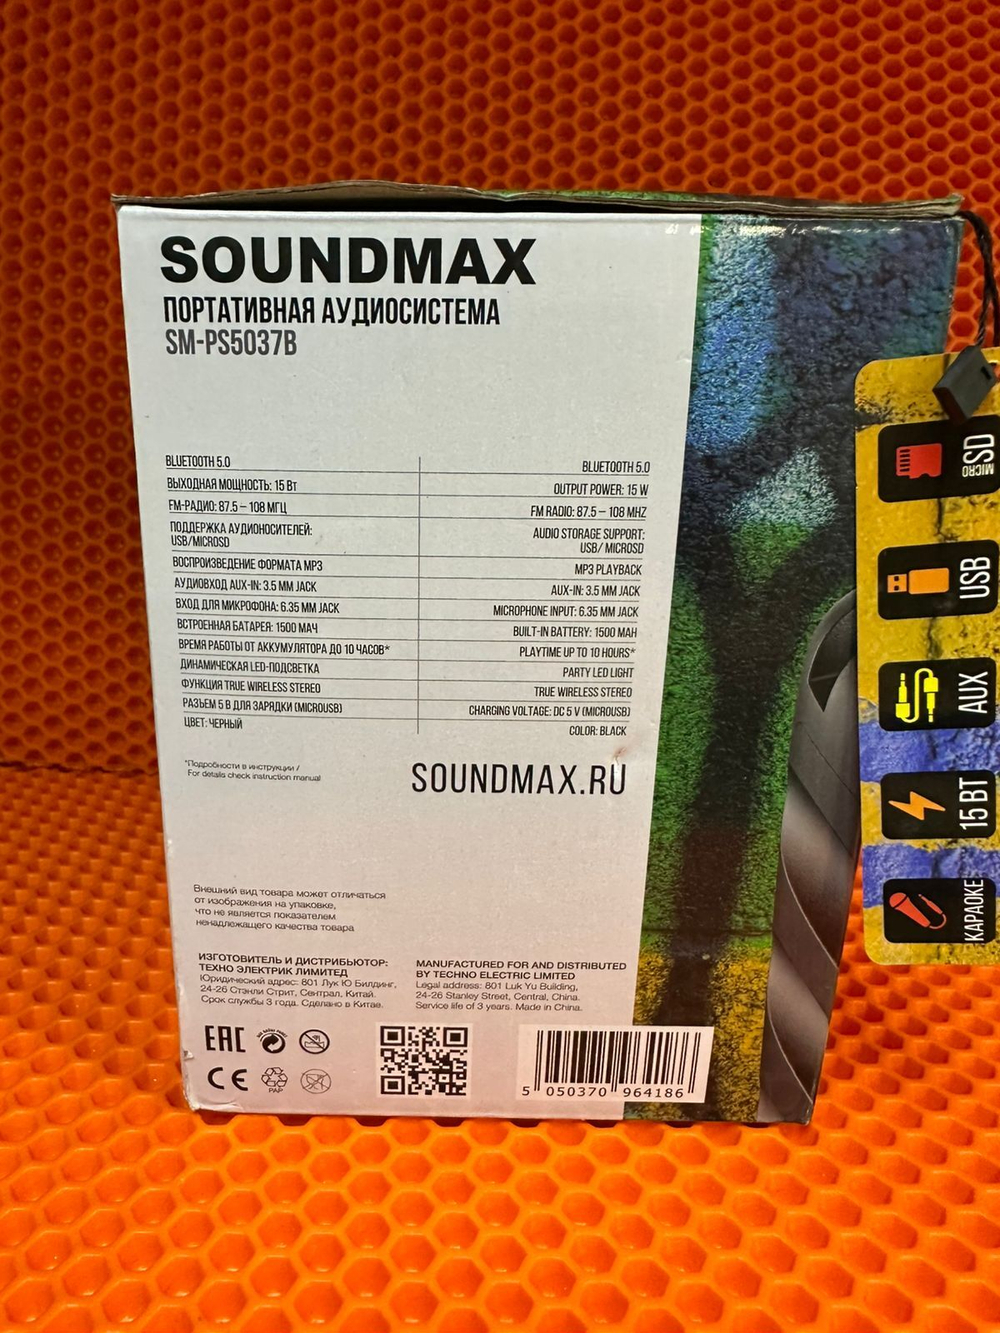 SOUNDMAX
ПОРТАТИВНАЯ АУДИОСИСТЕМА
SM-PS5037B
BLUETOOTH 5.0
ВЫХОДНАЯ МОЩНОСТЬ: 15 Вт
FM-РАДИО: 87.5 – 108 МГЦ
ПОДДЕРЖКА АУДИОНОСИТЕЛЕЙ:
USB/MICROSD
ВОСПРОИЗВЕДЕНИЕ ФОРМАТА MP3
АУДИОВХОД AUX-IN: 3.5 ММ JACK
ВХОД ДЛЯ МИКРОФОНА: 6.35 ММ JACK
ВСТРОЕННАЯ БАТАРЕЯ: 1500 МАЧ
ВРЕМЯ РАБОТЫ ОТ АККУМУЛЯТОРА ДО 10 ЧАСОВ*
ДИНАМИЧЕСКАЯ LED-ПОДСВЕТКА
ФУНКЦИЯ TRUE WIRELESS STEREO
РАЗЬЕМ 5 В ДЛЯ ЗАРЯДКИ (MICROUSB)
ЦВЕТ: ЧЕРНЫЙ
BLUETOOTH 5.0
OUTPUT POWER: 15 W
FM RADIO: 87.5 – 108 MHZ
AUDIO STORAGE SUPPORT:
USB/ MICROSD
MP3 PLAYBACK
AUX-IN: 3.5 MM JACK
MICROPHONE INPUT: 6.35 MM JACK
BUILT-IN BATTERY: 1500 MAH
PLAYTIME UP TO 10 HOURS*
PARTY LED LIGHT
TRUE WIRELESS STEREO
CHARGING VOLTAGE: DC 5 V (MICROUSB)
COLOR: BLACK
*Подробности в инструкции /
For details check instruction manual
SOUNDMAX.RU
Внешний вид товара может отличаться
от изображения на упаковке,
что не является показателем
ненадлежащего качества товара
ИЗГОТОВИТЕЛЬ И ДИСТРИБЬЮТОР:
ТЕХНО ЭЛЕКТРИК ЛИМИТЕД
Юридический адрес: 801 Лук Ю Билдинг,
24-26 Стэнли Стрит, Сентрал, Китай.
Срок службы 3 года. Сделано в Китае.
MANUFACTURED FOR AND DISTRIBUTED
BY TECHNO ELECTRIC LIMITED
Legal address: 801 Luk Yu Building,
24-26 Stanley Street, Central, China.
Service life of 3 years. Made in China.
EAC
CE
PAP
5 050370 964186
MICRO SD
USB
AUX
15 ВТ
КАРАОКЕ